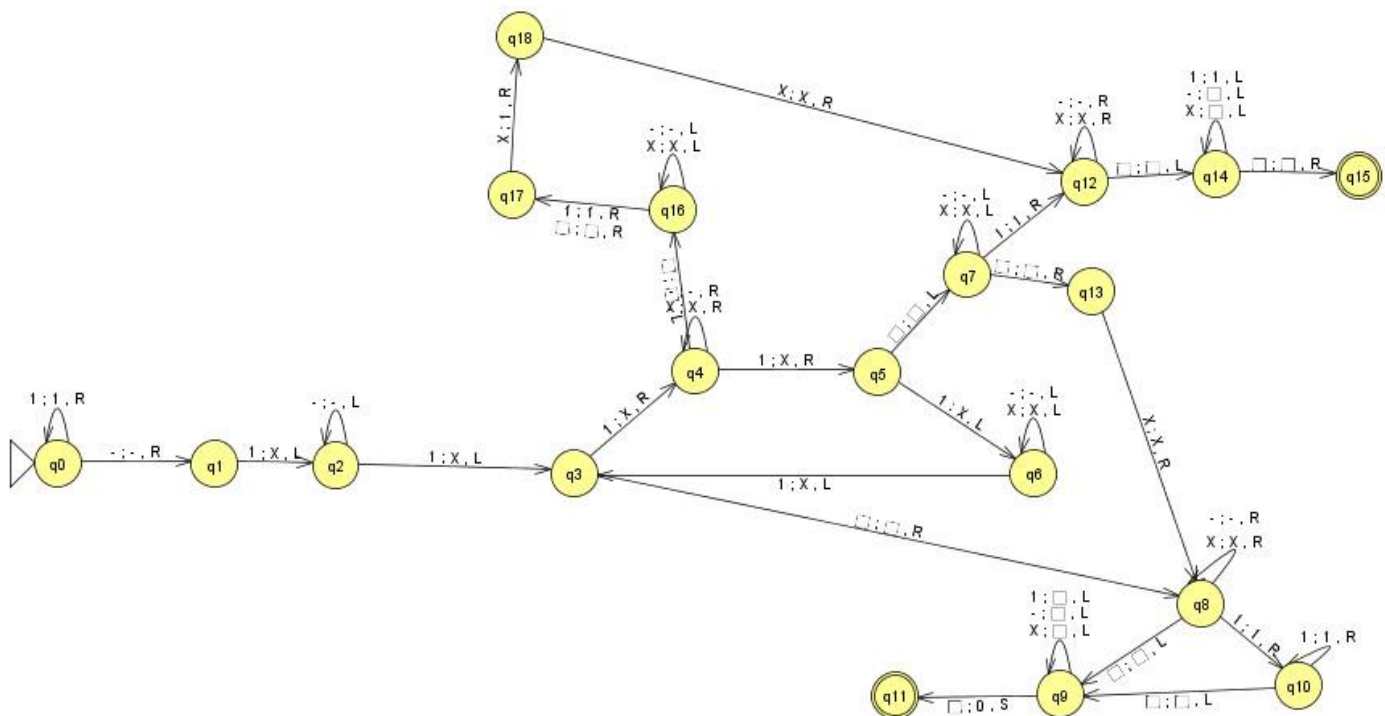 q18
X ; X , R
- ; - , R
X ; X , R
1 ; 1 , L
- ; □ , L
X ; □ , L
X ; 1 , R
- ; - , L
X ; X , L
q12
□ ; □ , L
q14
□ ; □ , R
q15
q17
1 ; 1 , R
□ ; □ , R
q16
- ; - , L
X ; X , L
1 ; 1 , R
q7
□ ; □ , R
q13
- ; - , R
X ; X , R
□ ; □ , L
q4
1 ; X , R
q5
1 ; 1 , R
- ; - , L
1 ; X , R
1 ; X , L
- ; - , L
X ; X , L
X ; X , R
q0
- ; - , R
q1
1 ; X , L
q2
1 ; X , L
q3
1 ; X , L
q6
□ ; □ , R
- ; - , R
X ; X , R
q8
1 ; □ , L
- ; □ , L
X ; □ , L
□ ; □ , L
1 ; 1 , R
1 ; 1 , R
q11
□ ; 0 , S
q9
□ ; □ , L
q10